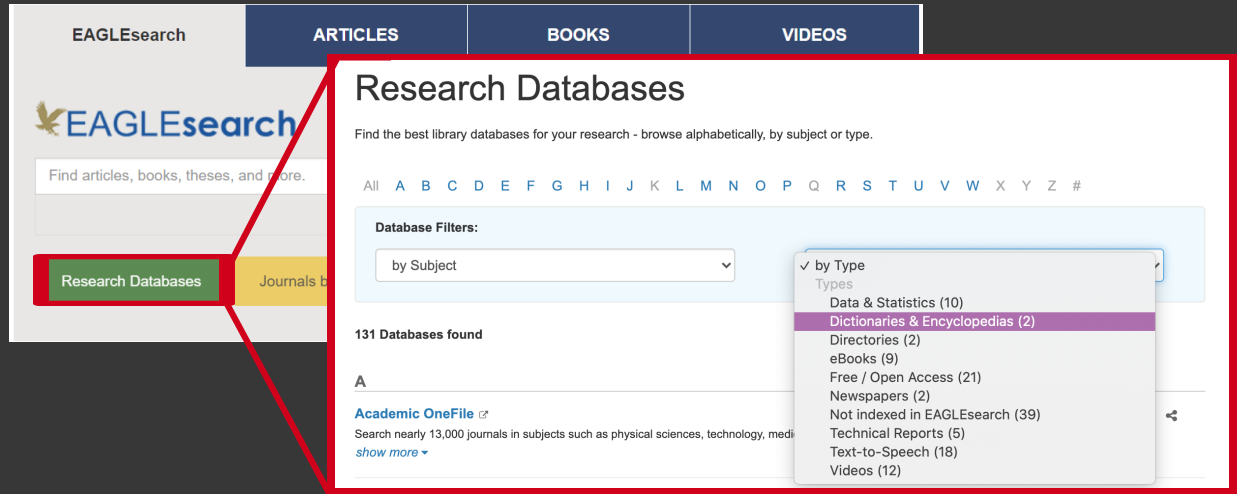 EAGLEsearch
ARTICLES
BOOKS
VIDEOS
EAGLEsearch
Find articles, books, theses, and more.
Research Databases
Journals b
Research Databases
Find the best library databases for your research - browse alphabetically, by subject or type.
All A B C D E F G H I J K L M N O P Q R S T U V W X Y Z #
Database Filters:
by Subject
✓ by Type
Types
Data & Statistics (10)
Dictionaries & Encyclopedias (2)
Directories (2)
eBooks (9)
Free / Open Access (21)
Newspapers (2)
Not indexed in EAGLEsearch (39)
Technical Reports (5)
Text-to-Speech (18)
Videos (12)
131 Databases found
A
Academic OneFile
Search nearly 13,000 journals in subjects such as physical sciences, technology, medi
show more